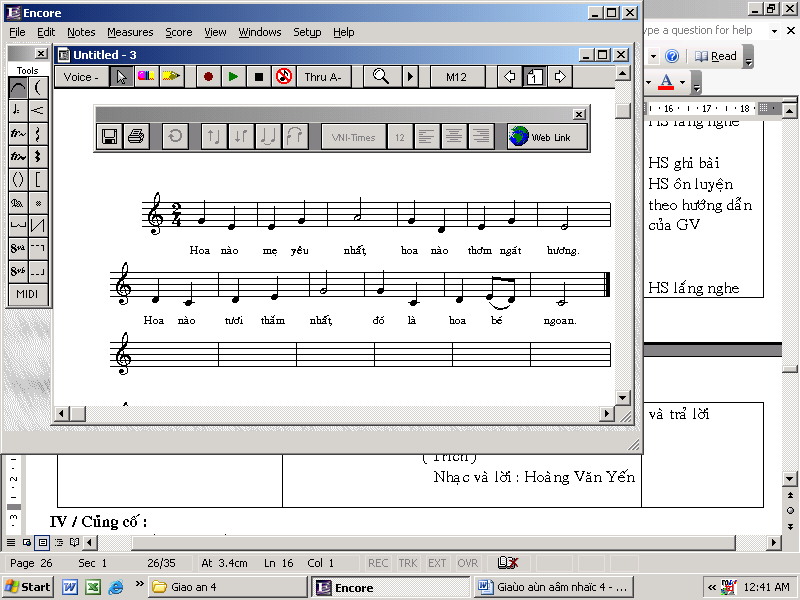 Encore
File Edit Notes Measures Score View Windows Setup Help
Tools
Untitled - 3
Voice - Thru A- M12 1
VNI-Times 12 Web Link
2
4
Hoa nào mẹ yêu nhất, hoa nào thơm ngát hương.
Hoa nào tươi thắm nhất, đó là hoa bé ngoan.
8va
8vb
MIDI
ype a question for help
Read
16 17 18
HS lắng nghe
HS ghi bài
HS ôn luyện
theo hướng dẫn
của GV
HS lắng nghe
và trả lời
( Trích )
Nhạc và lời : Hoàng Văn Yến
IV / Củng cố :
Page 26 Sec 1 26/35 At 3.4cm Ln 16 Col 1 REC TRK EXT OVR
Start Giao an 4 Encore Giaùo aùn aâm nhaïc 4 - ... 12:41 AM